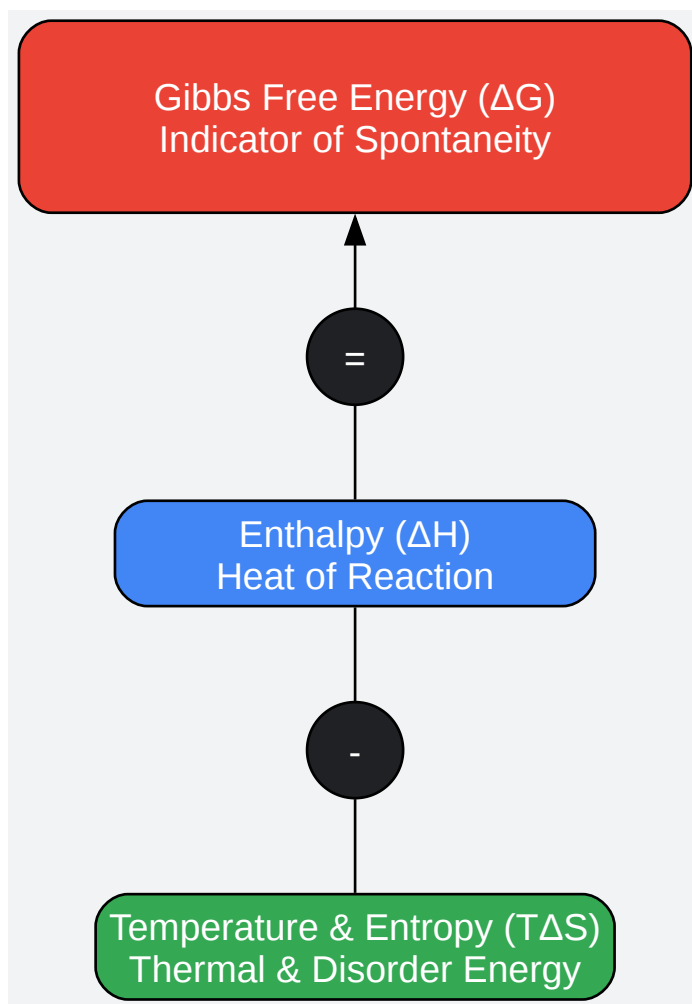 Gibbs Free Energy (ΔG)
Indicator of Spontaneity
=
Enthalpy (ΔH)
Heat of Reaction
-
Temperature & Entropy (TΔS)
Thermal & Disorder Energy